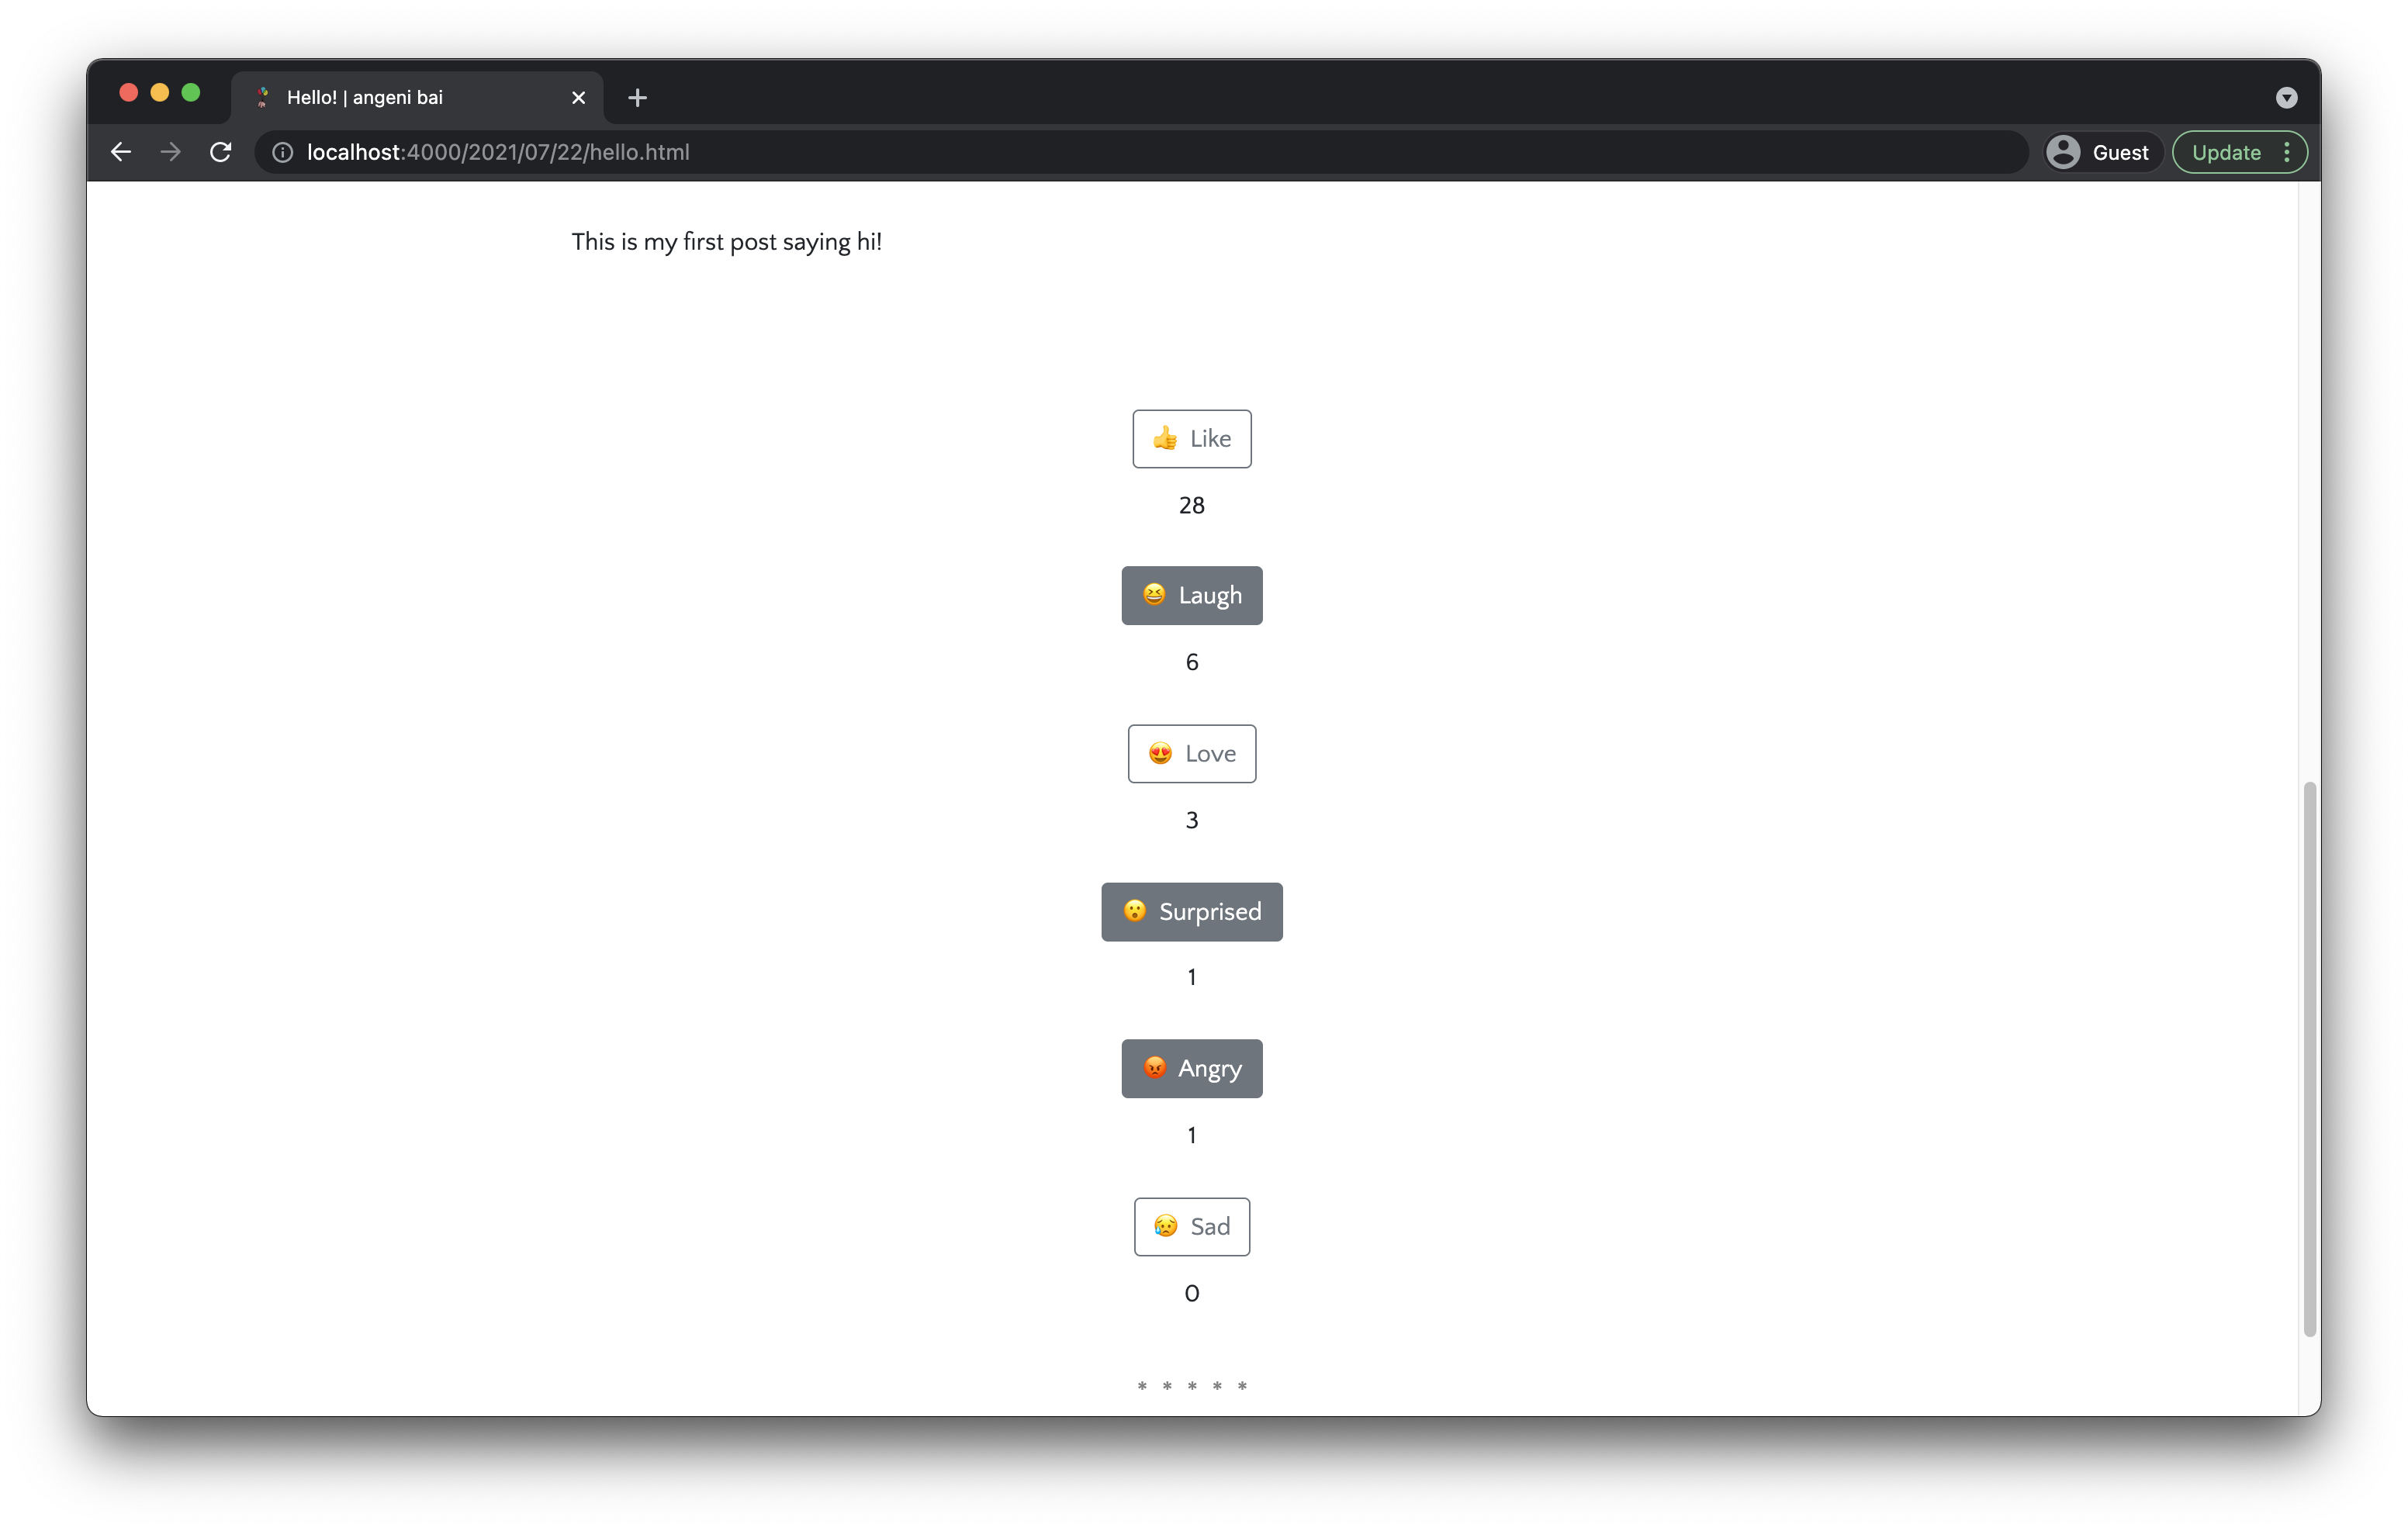 Hello! | angeni bai
localhost:4000/2021/07/22/hello.html
Guest
Update
This is my first post saying hi!
👍 Like
28
😆 Laugh
6
😍 Love
3
😮 Surprised
1
😡 Angry
1
😥 Sad
0
* * * * *